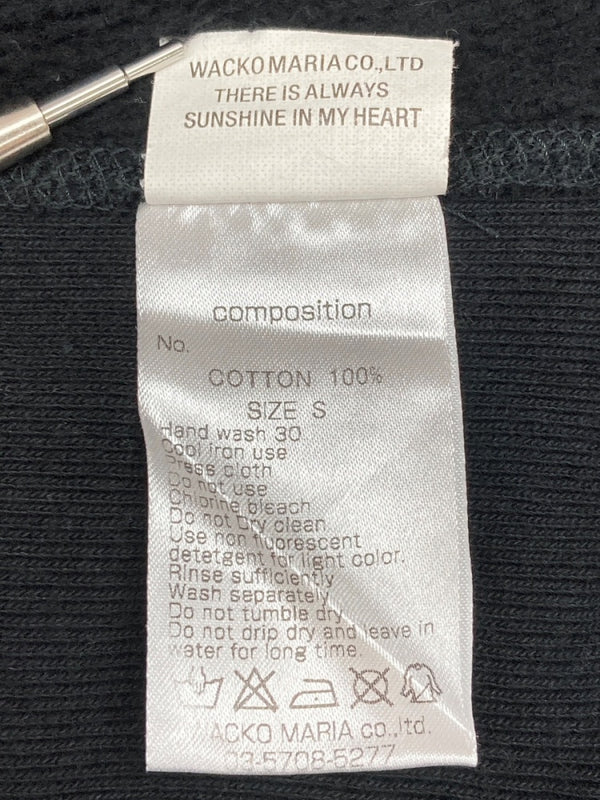 WACKO MARIA CO.,LTD
THERE IS ALWAYS
SUNSHINE IN MY HEART
composition
No.
COTTON 100%
SIZE S
Hand wash 30
Cool iron use
Press cloth
Do not use
Chlorine bleach
Do not Dry clean
Use non fluorescent
detetgent for light color.
Rinse sufficiently
Wash separately
Do not tumble dry
Do not drip dry and leave in
water for long time.
WACKO MARIA co.,ltd.
03-5708-5277